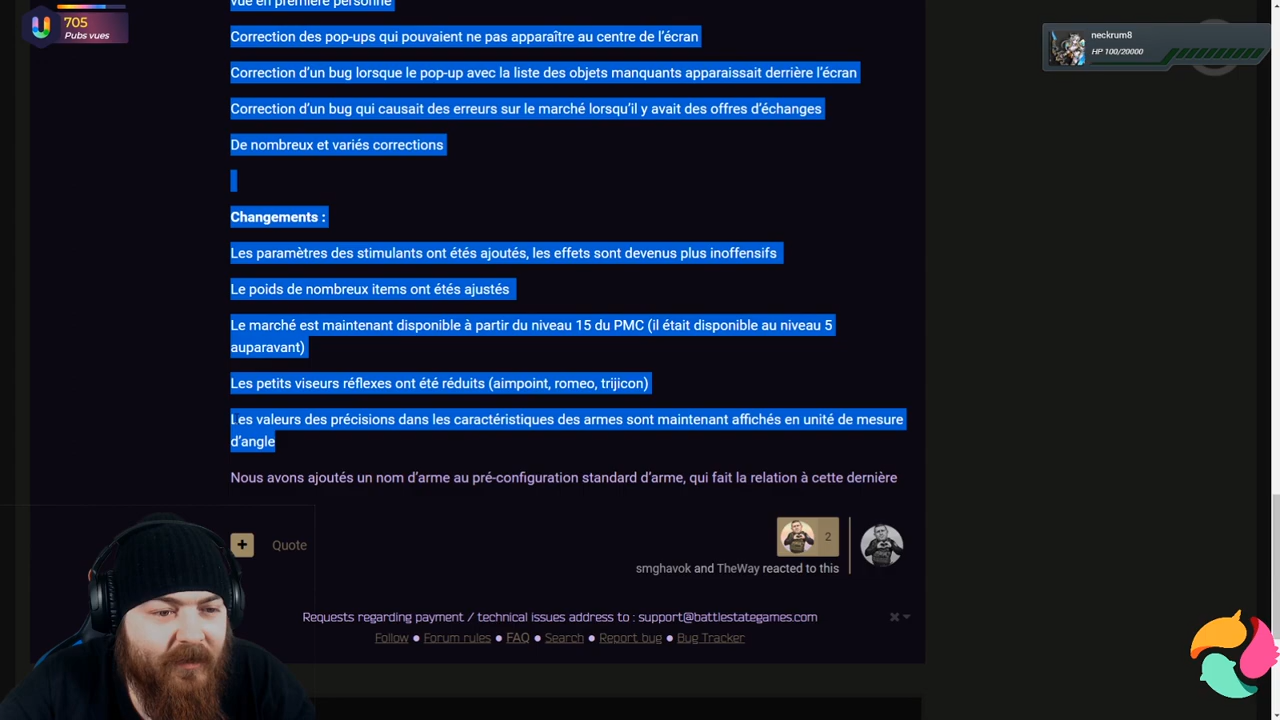 vue en première personne
705
Pubs vues
neckrum8
HP 100/20000
Correction des pop-ups qui pouvaient ne pas apparaître au centre de l'écran
Correction d'un bug lorsque le pop-up avec la liste des objets manquants apparaissait derrière l'écran
Correction d'un bug qui causait des erreurs sur le marché lorsqu'il y avait des offres d'échanges
De nombreux et variés corrections
Changements :
Les paramètres des stimulants ont étés ajoutés, les effets sont devenus plus inoffensifs
Le poids de nombreux items ont étés ajustés
Le marché est maintenant disponible à partir du niveau 15 du PMC (il était disponible au niveau 5
auparavant)
Les petits viseurs réflexes ont été réduits (aimpoint, romeo, trijicon)
Les valeurs des précisions dans les caractéristiques des armes sont maintenant affichés en unité de mesure
d'angle
Nous avons ajoutés un nom d'arme au pré-configuration standard d'arme, qui fait la relation à cette dernière
+ Quote
2
smghavok and TheWay reacted to this
Requests regarding payment / technical issues address to : support@battlestategames.com
Follow ● Forum rules ● FAQ ● Search ● Report bug ● Bug Tracker